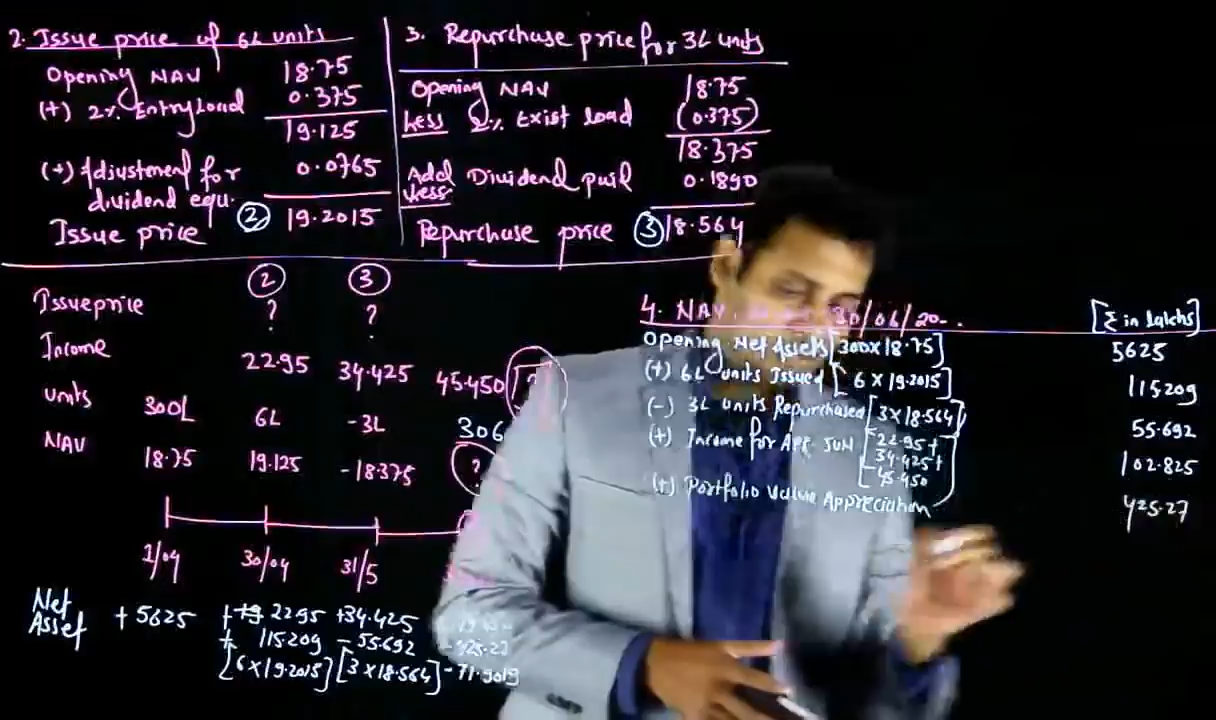 2. Issue price of 6L units
Opening NAV 18.75
(+) 2% Entry Load 0.375
19.125
(+) Adjustement for 0.0765
dividend equ.
Issue price ② 19.2015
3. Repurchase price for 3L units
Opening NAV 18.75
Less 2% Exist load (0.375)
18.375
Add Dividend paid 0.1890
Less
Repurchase price ③ 18.564
② ③
Issue price ? ?
Income 22.95 34.425 45.450 ?
units 300L 6L -3L 306
NAV 18.75 19.125 -18.375 ?
1/04 30/04 31/5
Net Asset + 5625 + 22.95 +34.425
+ 115.209 - 55.692
[6 x 19.2015] [3 x 18.564] - 71.9019
4. NAV 30/06/20-. [₹ in lakhs]
Opening Net Assets [300 x 18.75] 5625
(+) 6L units Issued [6 x 19.2015] 115.209
(-) 3L units Repurchased [3 x 18.564] 55.692
(+) Income for Apr- JUN [22.95+ 34.425+ 45.450] 102.825
(+) Portfolio Value Appreciation 425.27